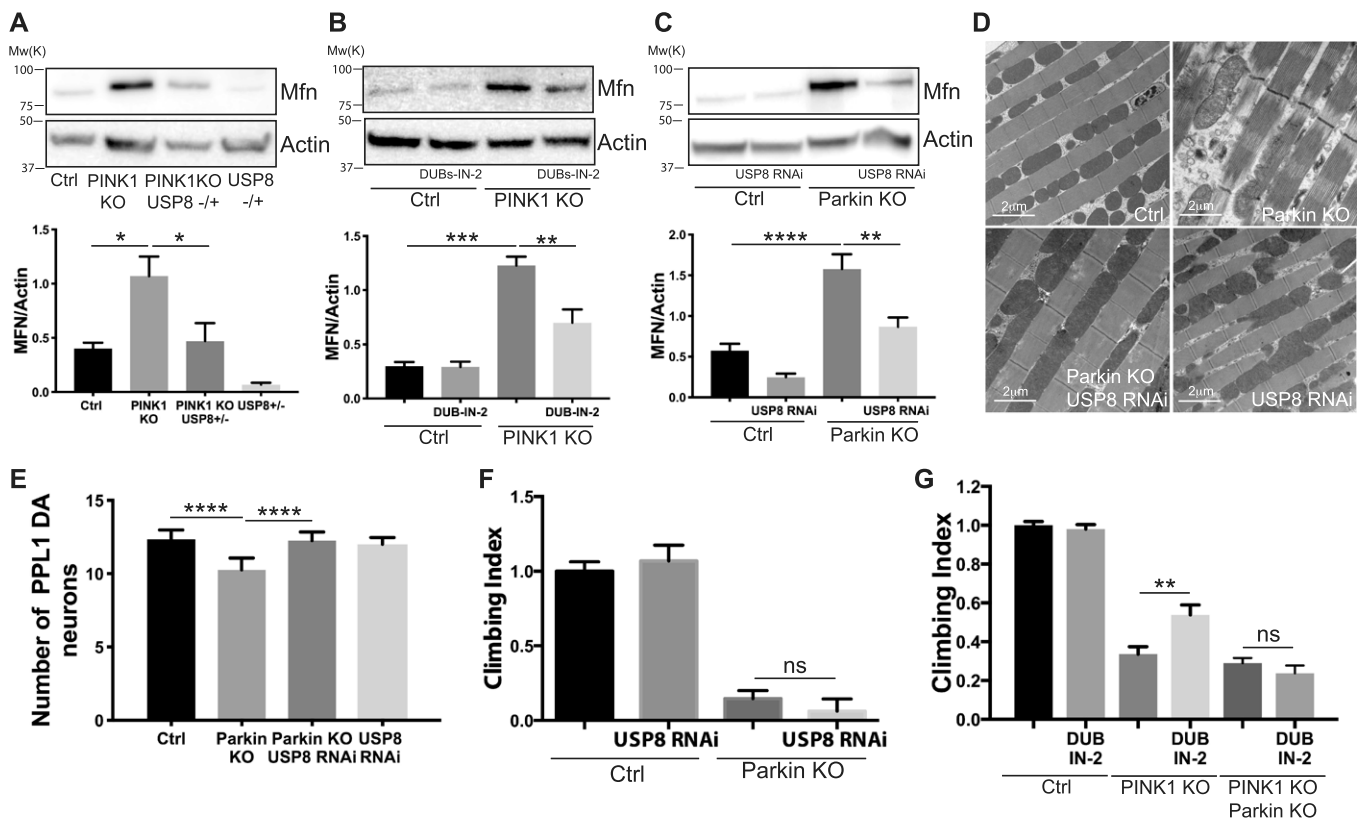 A
Mw(K)
100
75
50
37
Mfn
Actin
Ctrl PINK1 PINK1KO USP8
KO USP8 -/+ -/+
MFN/Actin
1.5
1.0
0.5
0.0
* *
Ctrl PINK1 PINK1 KO USP8+/-
KO USP8+/-
B
Mw(K)
100
75
50
37
Mfn
Actin
DUBs-IN-2 DUBs-IN-2
Ctrl PINK1 KO
MFN/Actin
1.5
1.0
0.5
0.0
*** **
DUB-IN-2 DUB-IN-2
Ctrl PINK1 KO
C
Mw(K)
100
75
50
37
Mfn
Actin
USP8 RNAi USP8 RNAi
Ctrl Parkin KO
MFN/Actin
2.0
1.5
1.0
0.5
0.0
**** **
USP8 RNAi USP8 RNAi
Ctrl Parkin KO
D
2μm Ctrl
2μm Parkin KO
Parkin KO
2μm USP8 RNAi
2μm USP8 RNAi
E
Number of PPL1 DA
neurons
15
10
5
0
**** ****
Ctrl Parkin Parkin KO USP8
KO USP8 RNAi RNAi
F
Climbing Index
1.5
1.0
0.5
0.0
ns
USP8 RNAi USP8 RNAi
Ctrl Parkin KO
G
Climbing Index
1.2
1.0
0.8
0.6
0.4
0.2
0.0
**
ns
DUB DUB DUB
IN-2 IN-2 IN-2
Ctrl PINK1 KO PINK1 KO
Parkin KO